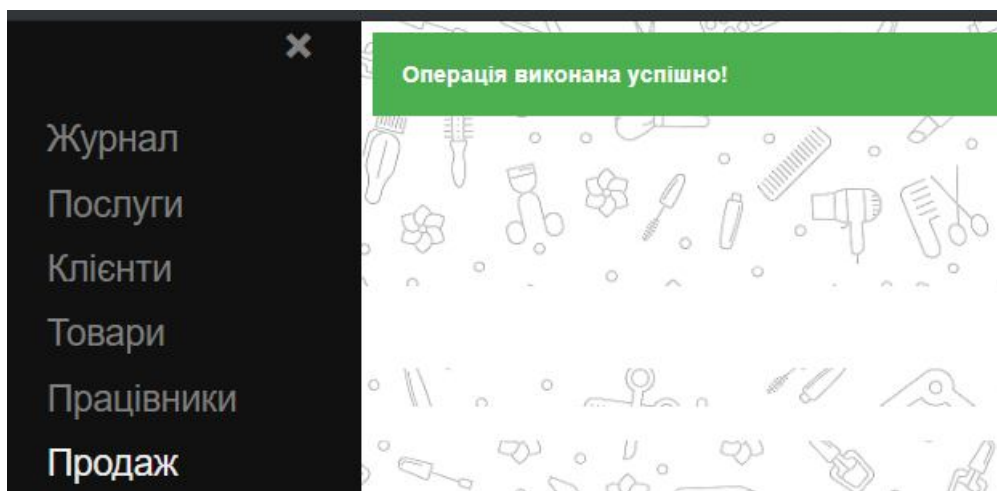 Операція виконана успішно!
Журнал
Послуги
Клієнти
Товари
Працівники
Продаж